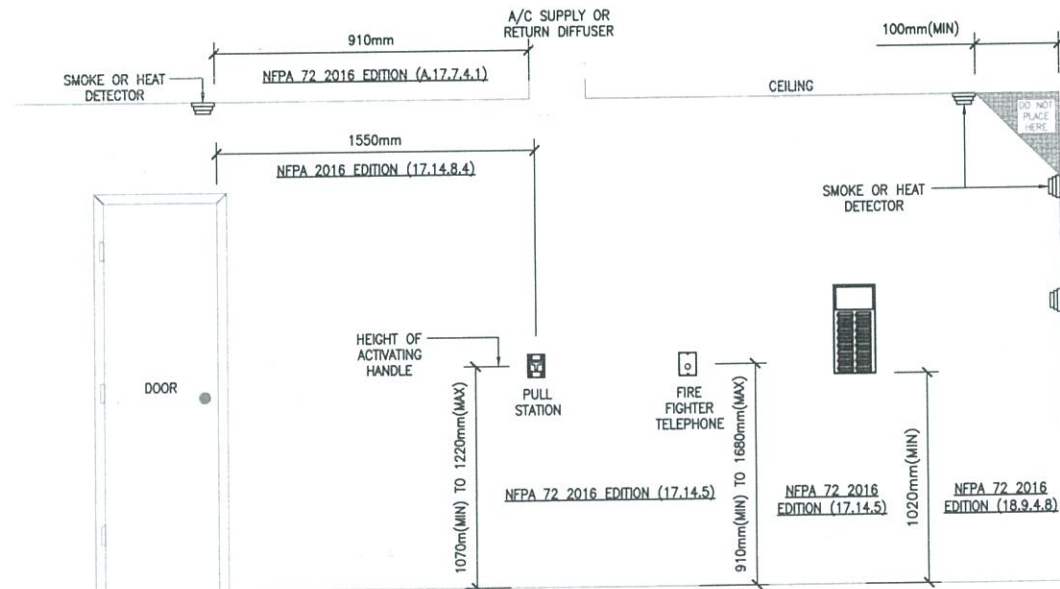 A/C SUPPLY OR
RETURN DIFFUSER
910mm
100mm(MIN)
NFPA 72 2016 EDITION (A.17.7.4.1)
SMOKE OR HEAT
DETECTOR
CEILING
DO NOT
PLACE
HERE
1550mm
NFPA 2016 EDITION (17.14.8.4)
SMOKE OR HEAT
DETECTOR
HEIGHT OF
ACTIVATING
HANDLE
DOOR
PULL
STATION
FIRE
FIGHTER
TELEPHONE
1070m(MIN) TO 1220mm(MAX)
NFPA 72 2016 EDITION (17.14.5)
910mm(MIN) TO 1680mm(MAX)
NFPA 72 2016
EDITION (17.14.5)
1020mm(MIN)
NFPA 72 2016
EDITION (18.9.4.8)